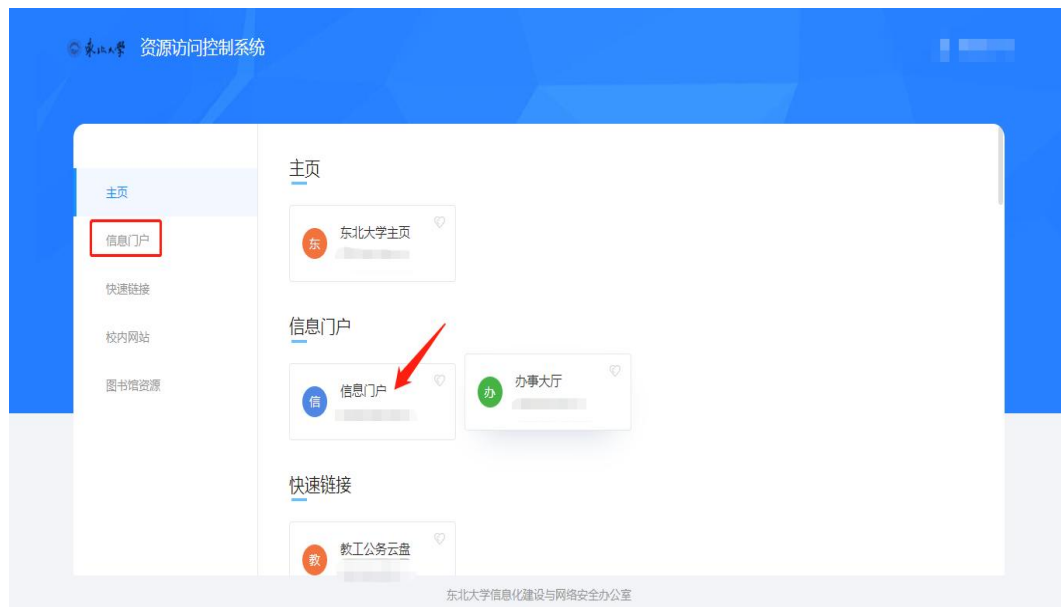 东北大学 资源访问控制系统
主页
信息门户
快速链接
校内网站
图书馆资源
主页
东
东北大学主页
信息门户
信
信息门户
办
办事大厅
快速链接
教
教工公务云盘
东北大学信息化建设与网络安全办公室